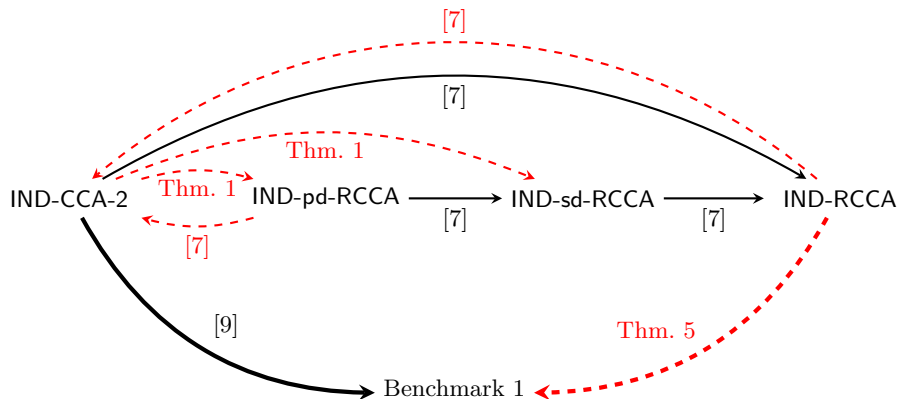 [7]
[7]
Thm. 1
Thm. 1
IND-CCA-2
IND-pd-RCCA
IND-sd-RCCA
IND-RCCA
[7]
[7]
[7]
[9]
Thm. 5
Benchmark 1